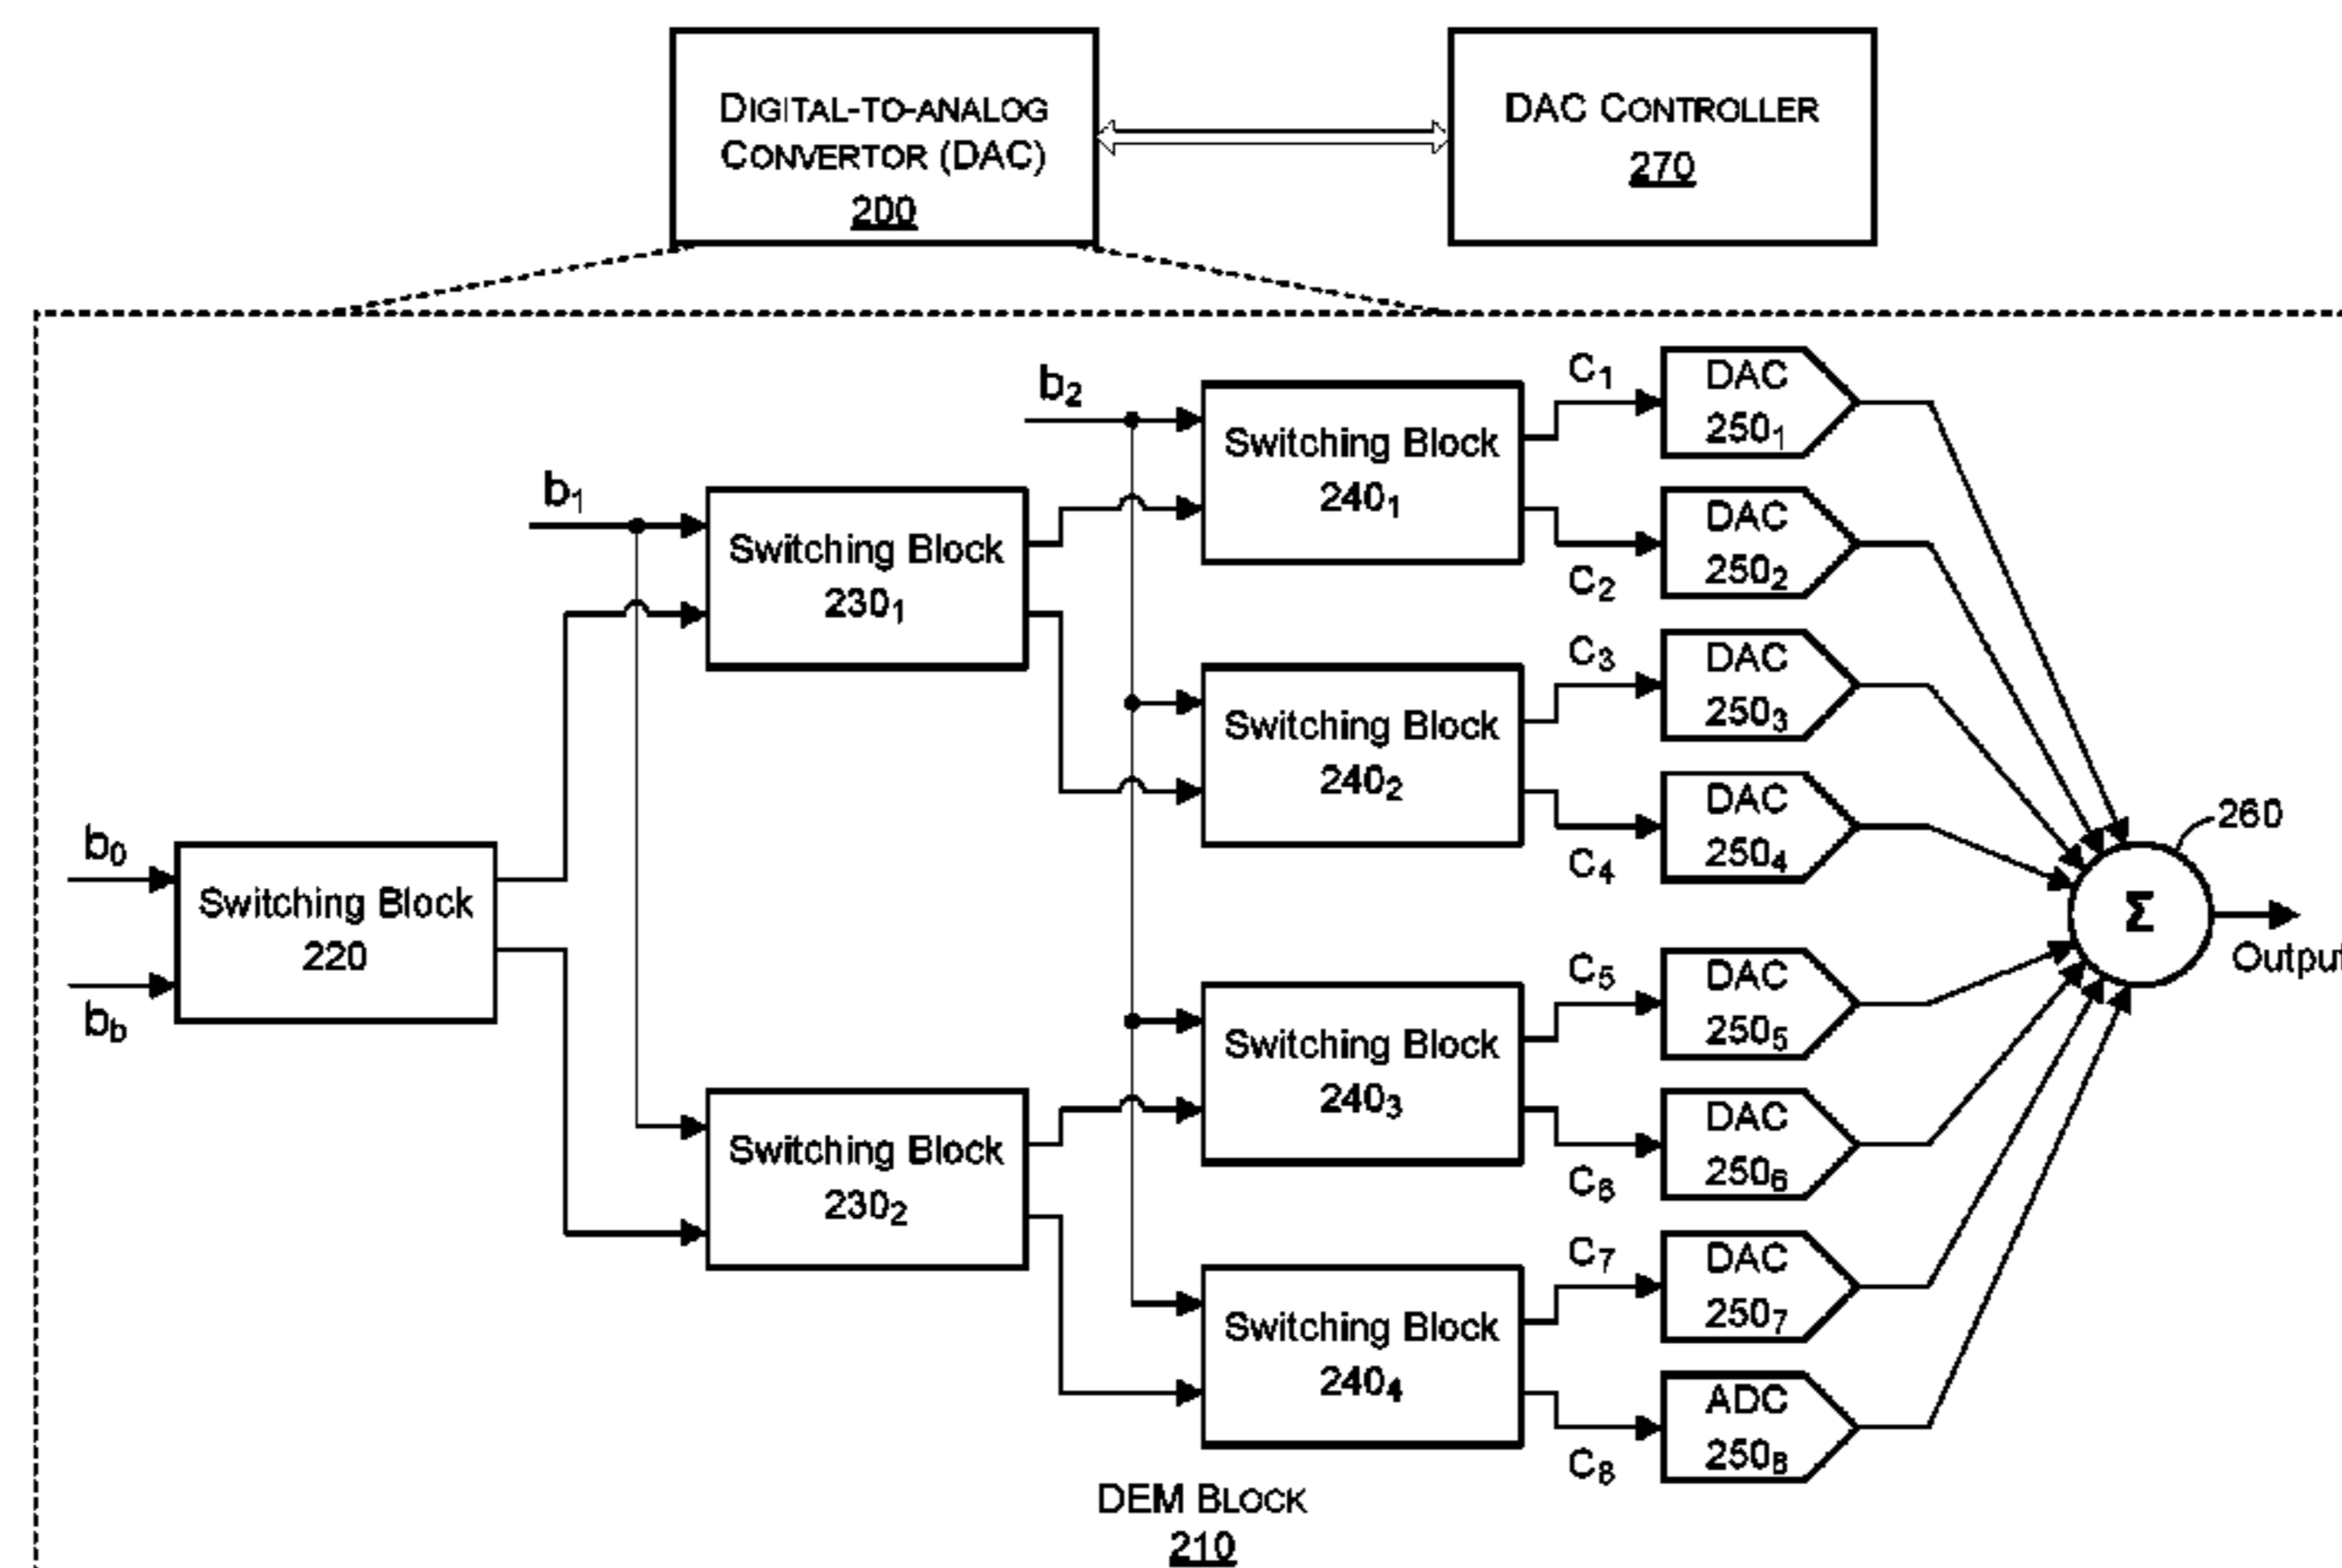 DIGITAL-TO-ANALOG
CONVERTOR (DAC)
200
DAC CONTROLLER
270
b₂
Switching Block
240₁
C₁
DAC
250₁
C₂
DAC
250₂
b₁
Switching Block
230₁
Switching Block
240₂
C₃
DAC
250₃
C₄
DAC
250₄
b₀
bb
Switching Block
220
260
Σ
Output
Switching Block
240₃
C₅
DAC
250₅
C₆
DAC
250₆
Switching Block
230₂
Switching Block
240₄
C₇
DAC
250₇
C₈
ADC
250₈
DEM BLOCK
210